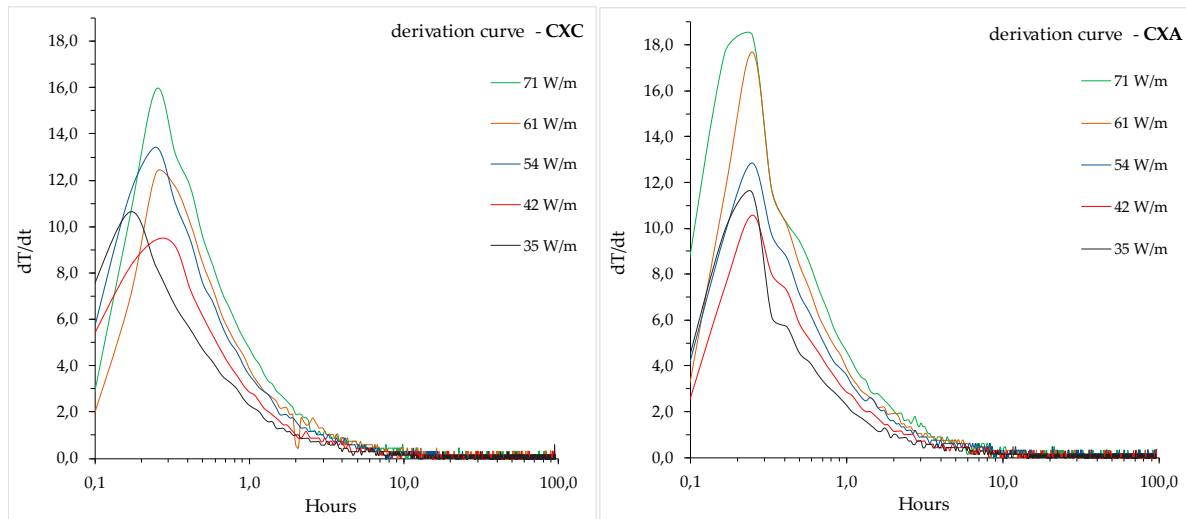 derivation curve - CXC
18,0
16,0
14,0
12,0
10,0
8,0
6,0
4,0
2,0
0,0
dT/dt
71 W/m
61 W/m
54 W/m
42 W/m
35 W/m
0,1 1,0 10,0 100,0
Hours
derivation curve - CXA
18,0
16,0
14,0
12,0
10,0
8,0
6,0
4,0
2,0
0,0
dT/dt
71 W/m
61 W/m
54 W/m
42 W/m
35 W/m
0,1 1,0 10,0 100,0
Hours